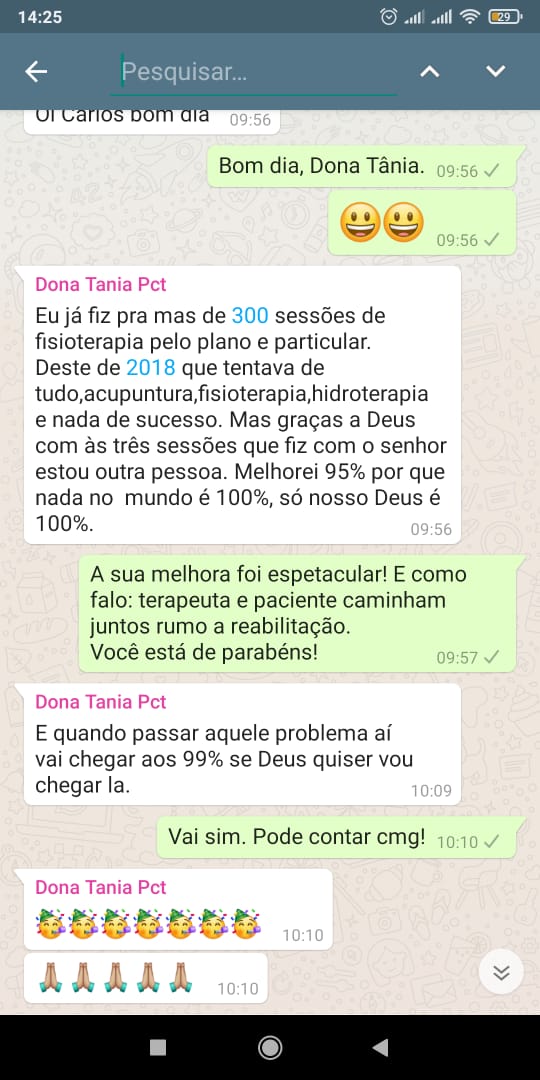 14:25
29
Pesquisar...
Oi Carlos bom dia 09:56
Bom dia, Dona Tânia. 09:56
09:56
Dona Tania Pct
Eu já fiz pra mas de 300 sessões de
fisioterapia pelo plano e particular.
Deste de 2018 que tentava de
tudo,acupuntura,fisioterapia,hidroterapia
e nada de sucesso. Mas graças a Deus
com às três sessões que fiz com o senhor
estou outra pessoa. Melhorei 95% por que
nada no mundo é 100%, só nosso Deus é
100%. 09:56
A sua melhora foi espetacular! E como
falo: terapeuta e paciente caminham
juntos rumo a reabilitação.
Você está de parabéns! 09:57
Dona Tania Pct
E quando passar aquele problema aí
vai chegar aos 99% se Deus quiser vou
chegar la. 10:09
Vai sim. Pode contar cmg! 10:10
Dona Tania Pct
10:10
10:10